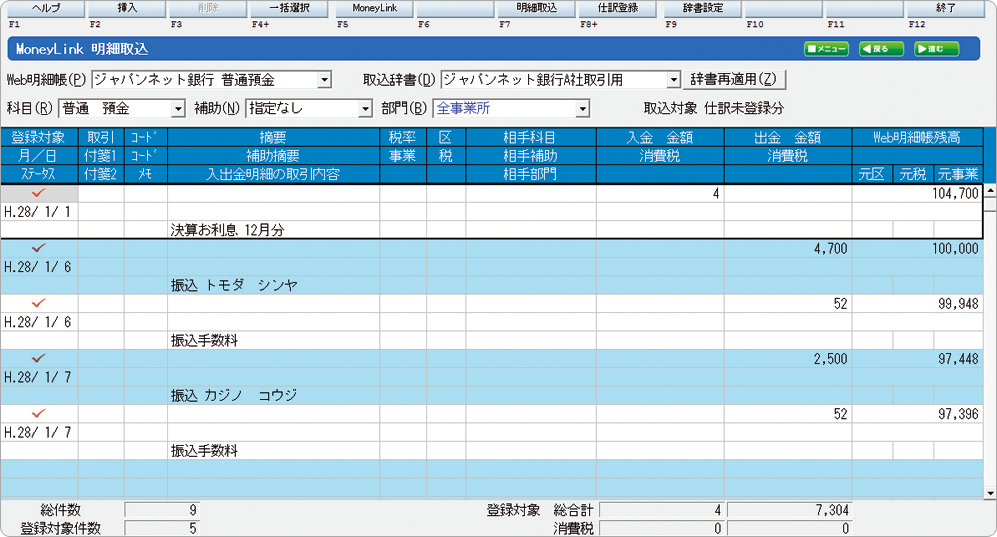 ヘルプ 挿入 削除 一括選択 MoneyLink 明細取込 仕訳登録 辞書設定 終了
F1 F2 F3 F4+ F5 F6 F7 F8+ F9 F10 F11 F12
MoneyLink 明細取込 メニュー 戻る 進む
Web明細帳(P) ジャパンネット銀行 普通預金 取込辞書(D) ジャパンネット銀行A社取引用 辞書再適用(Z)
科目(R) 普通 預金 補助(N) 指定なし 部門(B) 全事業所 取込対象 仕訳未登録分
登録対象 取引 コード 摘要 税率 区 相手科目 入金 金額 出金 金額 Web明細帳残高
月/日 付箋1 コード 補助摘要 事業 税 相手補助 消費税 消費税
ステータス 付箋2 メモ 入出金明細の取引内容 相手部門 元区 元税 元事業
4 104,700
H.28/ 1/ 1
決算お利息 12月分
4,700 100,000
H.28/ 1/ 6
振込 トモダ シンヤ
52 99,948
H.28/ 1/ 6
振込手数料
2,500 97,448
H.28/ 1/ 7
振込 カジノ コウジ
52 97,396
H.28/ 1/ 7
振込手数料
総件数 9 登録対象 総合計 4 7,304
登録対象件数 5 消費税 0 0